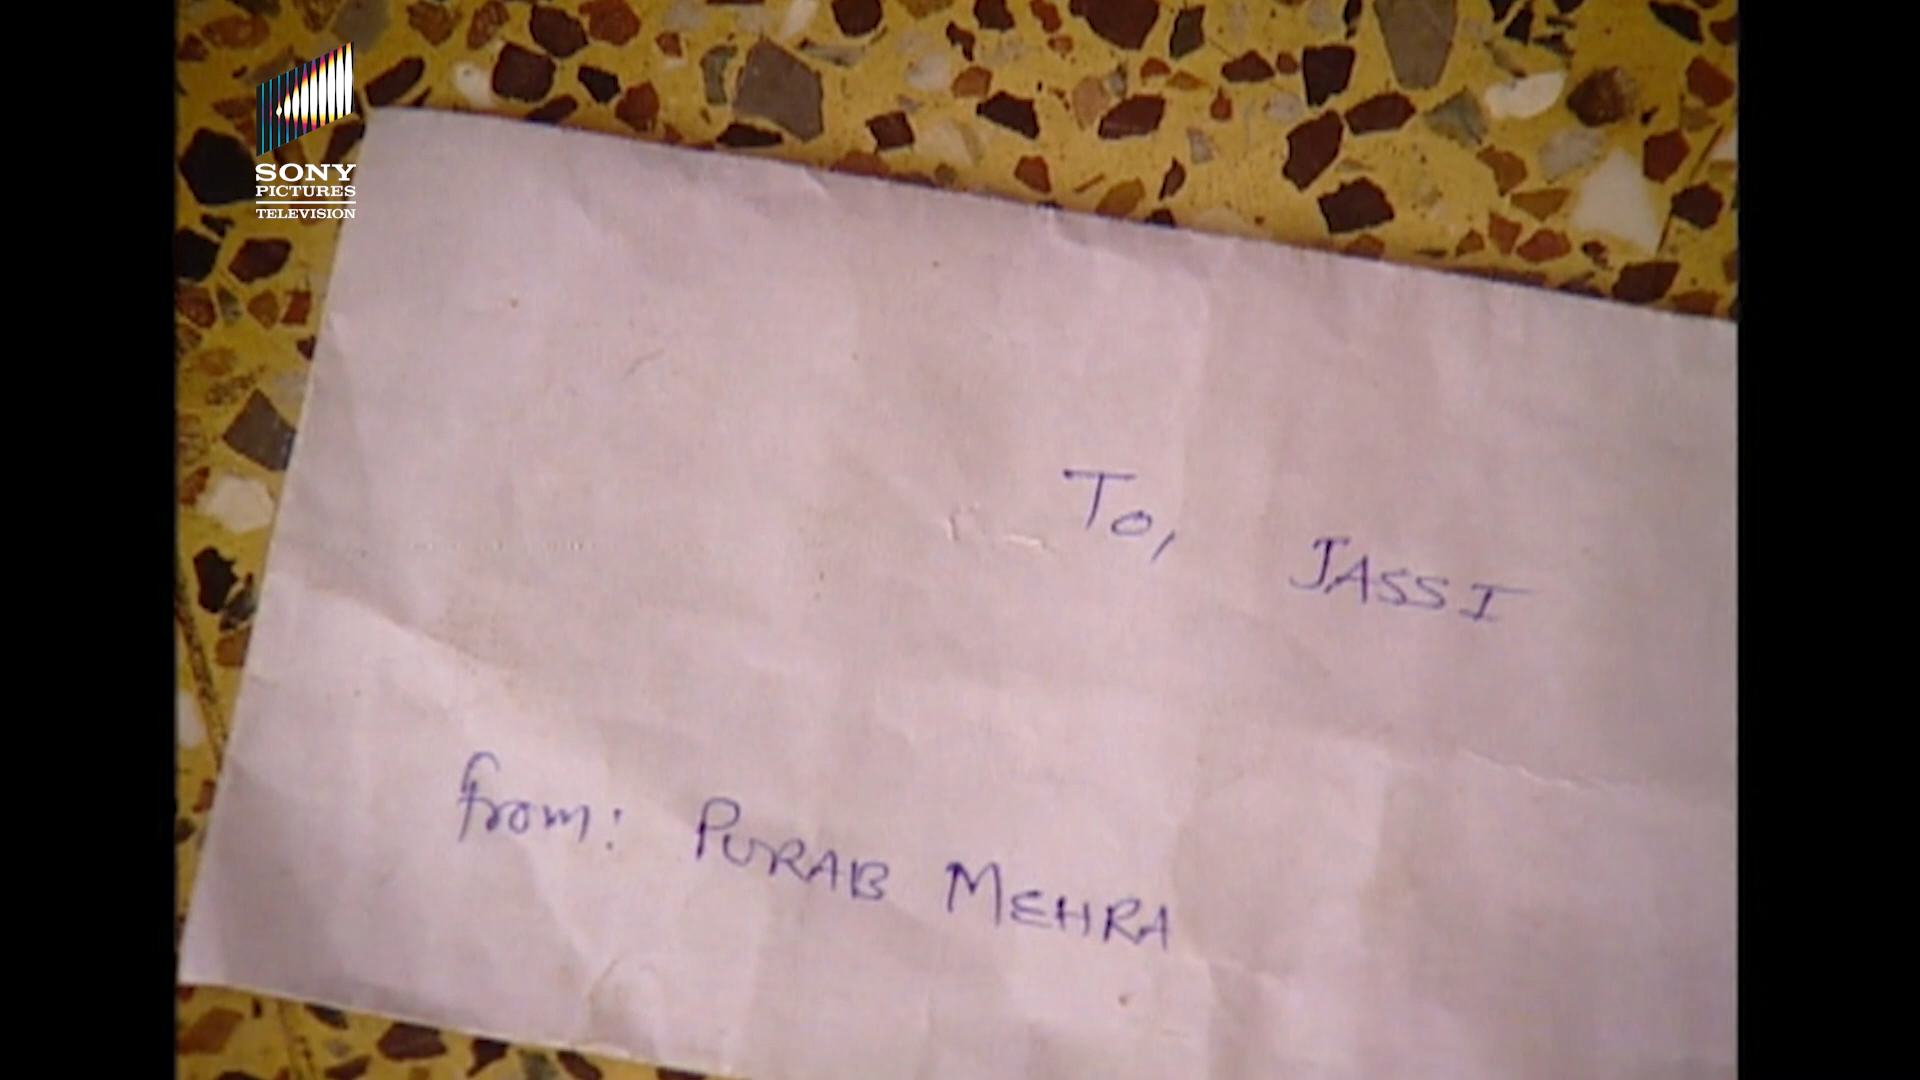 SONY
PICTURES
TELEVISION
To, JASSI
from: PURAB MEHRA